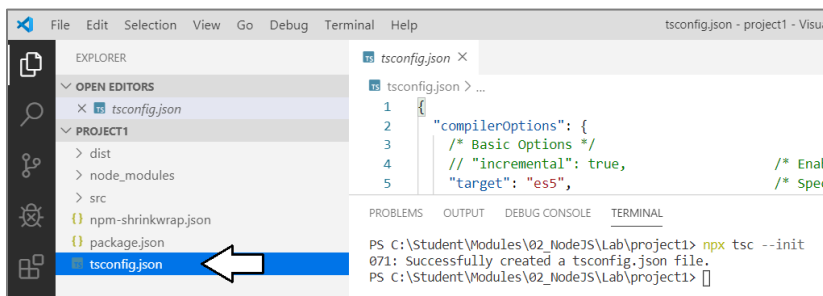 File Edit Selection View Go Debug Terminal Help
tsconfig.json - project1 - Visua
EXPLORER
OPEN EDITORS
TS tsconfig.json
PROJECT1
dist
node_modules
src
{} npm-shrinkwrap.json
{} package.json
TS tsconfig.json
TS tsconfig.json
TS tsconfig.json > ...
1 {
2 "compilerOptions": {
3 /* Basic Options */
4 // "incremental": true, /* Enab
5 "target": "es5", /* Spec
PROBLEMS OUTPUT DEBUG CONSOLE TERMINAL
PS C:\Student\Modules\02_NodeJS\Lab\project1> npx tsc --init
071: Successfully created a tsconfig.json file.
PS C:\Student\Modules\02_NodeJS\Lab\project1>